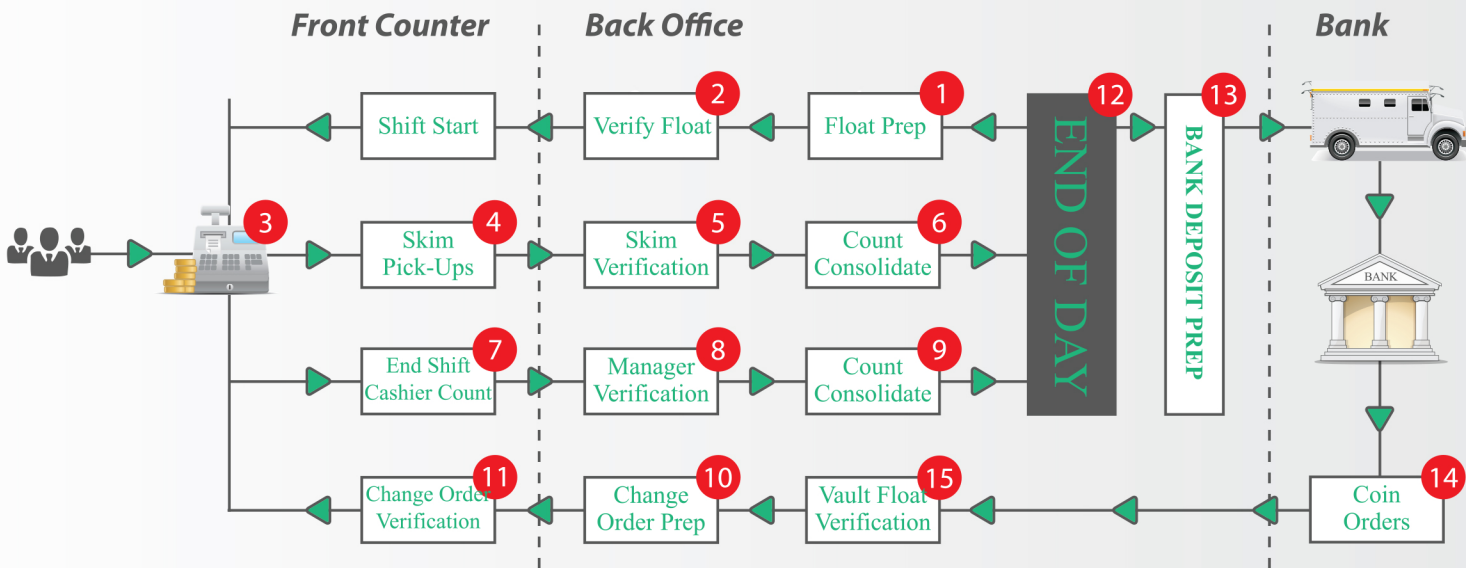 Front Counter
Back Office
Bank
Shift Start
2
Verify Float
1
Float Prep
12
END OF DAY
13
BANK DEPOSIT PREP
3
4
Skim
Pick-Ups
5
Skim
Verification
6
Count
Consolidate
BANK
7
End Shift
Cashier Count
8
Manager
Verification
9
Count
Consolidate
11
Change Order
Verification
10
Change
Order Prep
15
Vault Float
Verification
14
Coin
Orders